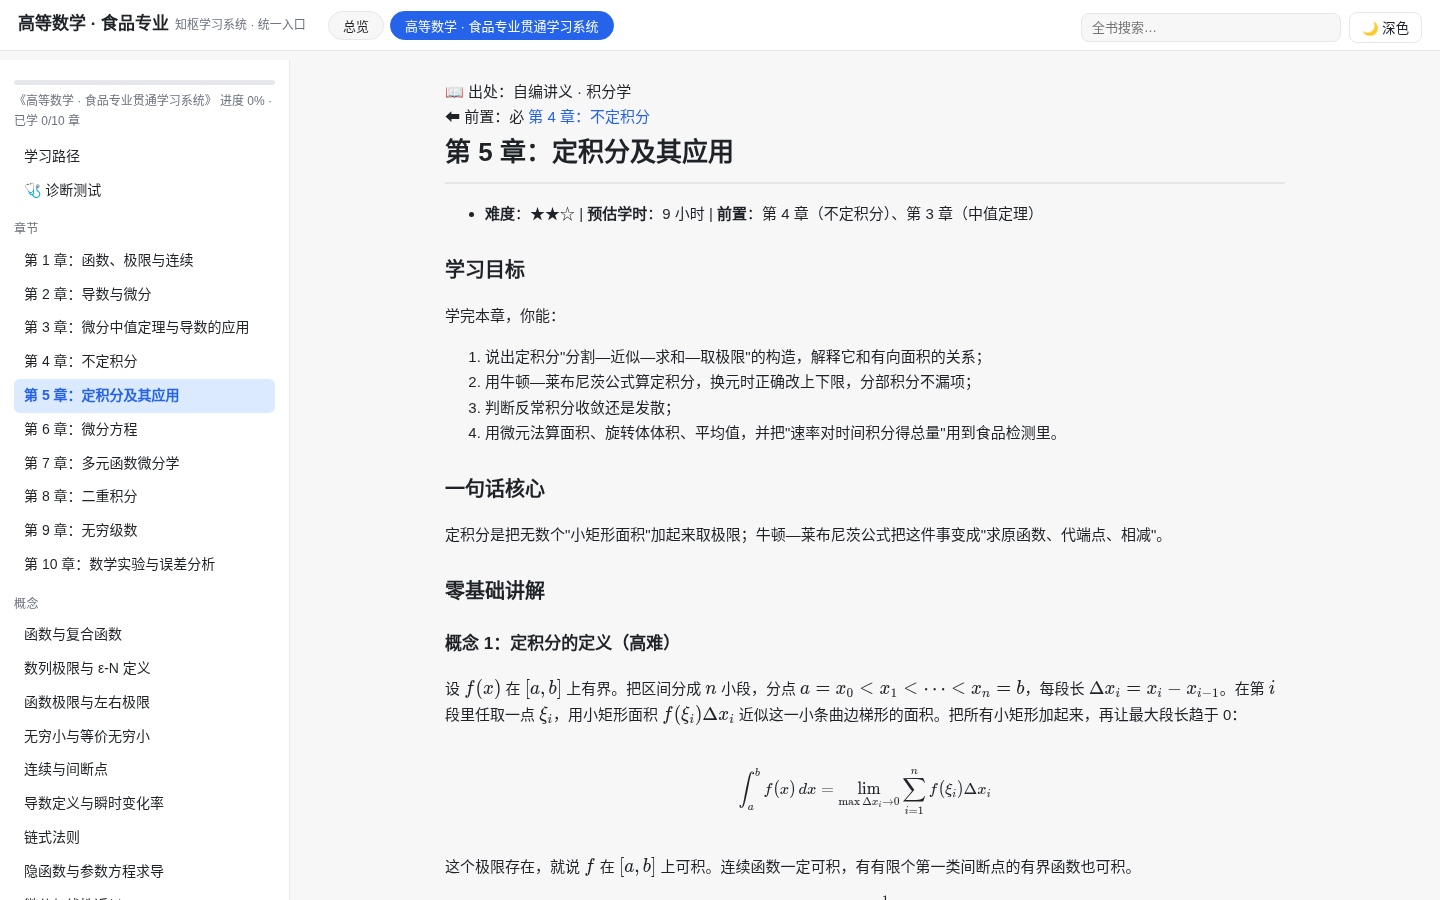 高等数学 · 食品专业 知枢学习系统 · 统一入口 总览 高等数学 · 食品专业贯通学习系统 全书搜索… 🌙 深色
《高等数学 · 食品专业贯通学习系统》 进度 0% ·
已学 0/10 章
学习路径
🩺 诊断测试
章节
第 1 章：函数、极限与连续
第 2 章：导数与微分
第 3 章：微分中值定理与导数的应用
第 4 章：不定积分
第 5 章：定积分及其应用
第 6 章：微分方程
第 7 章：多元函数微分学
第 8 章：二重积分
第 9 章：无穷级数
第 10 章：数学实验与误差分析
概念
函数与复合函数
数列极限与 ε-N 定义
函数极限与左右极限
无穷小与等价无穷小
连续与间断点
导数定义与瞬时变化率
链式法则
隐函数与参数方程求导
📖 出处：自编讲义 · 积分学
⬅ 前置：必 第 4 章：不定积分
第 5 章：定积分及其应用
• 难度：★★☆ | 预估学时：9 小时 | 前置：第 4 章（不定积分）、第 3 章（中值定理）
学习目标
学完本章，你能：
1. 说出定积分"分割—近似—求和—取极限"的构造，解释它和有向面积的关系；
2. 用牛顿—莱布尼茨公式算定积分，换元时正确改上下限，分部积分不漏项；
3. 判断反常积分收敛还是发散；
4. 用微元法算面积、旋转体体积、平均值，并把"速率对时间积分得总量"用到食品检测里。
一句话核心
定积分是把无数个"小矩形面积"加起来取极限；牛顿—莱布尼茨公式把这件事变成"求原函数、代端点、相减"。
零基础讲解
概念 1：定积分的定义（高难）
设 f(x) 在 [a, b] 上有界。把区间分成 n 小段，分点 a = x₀ < x₁ < ⋯ < xₙ = b，每段长 Δxᵢ = xᵢ − xᵢ₋₁。在第 i
段里任取一点 ξᵢ，用小矩形面积 f(ξᵢ)Δxᵢ 近似这一小条曲边梯形的面积。把所有小矩形加起来，再让最大段长趋于 0：
∫_a^b f(x) dx = lim_{max Δxᵢ→0} ∑_{i=1}^n f(ξᵢ)Δxᵢ
这个极限存在，就说 f 在 [a, b] 上可积。连续函数一定可积，有有限个第一类间断点的有界函数也可积。